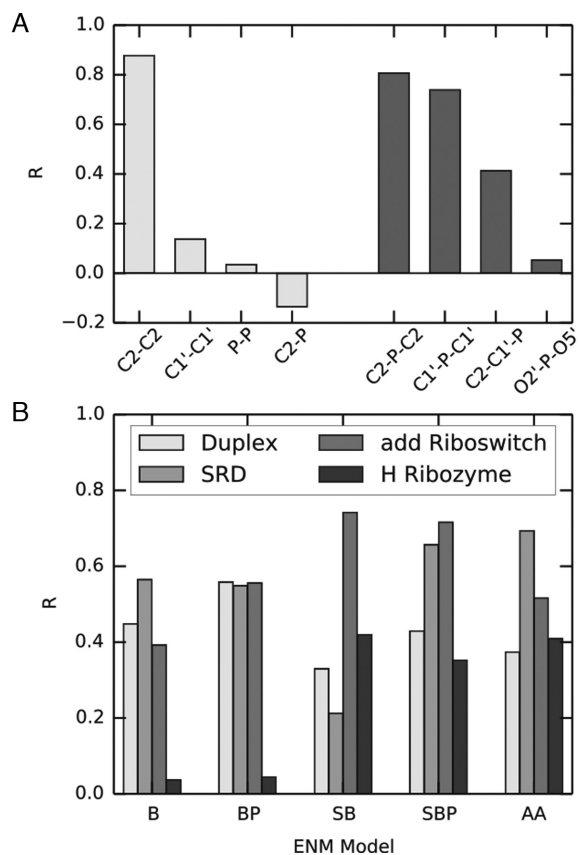 A
1.0
0.8
0.6
0.4
0.2
0.0
−0.2
R
C2-C2
C1'-C1'
P-P
C2-P
C2-P-C2
C1'-P-C1'
C2-C1'-P
O2'-P-O5'
B
1.0
0.8
0.6
0.4
0.2
0.0
R
Duplex
add Riboswitch
SRD
H Ribozyme
B
BP
SB
SBP
AA
ENM Model